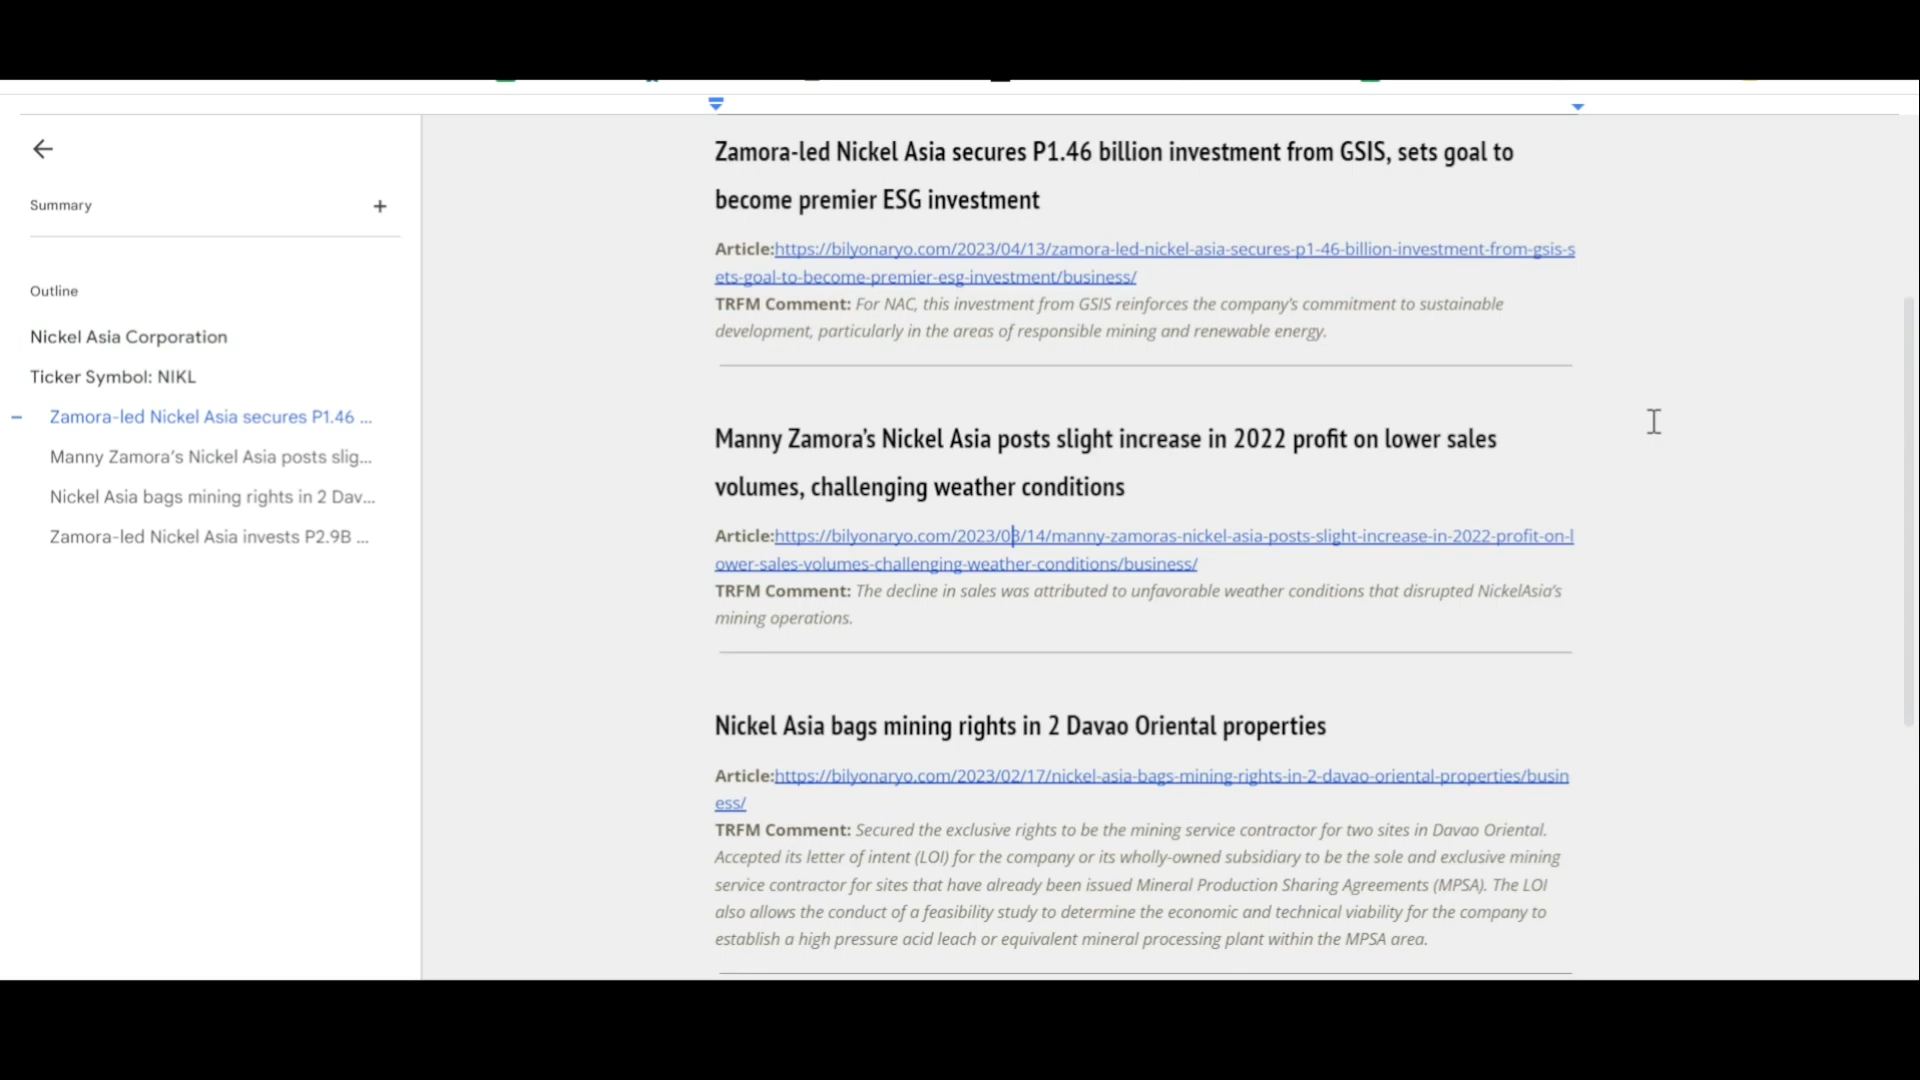 Summary
+
Outline
Nickel Asia Corporation
Ticker Symbol: NIKL
Zamora-led Nickel Asia secures P1.46 ...
Manny Zamora’s Nickel Asia posts slig...
Nickel Asia bags mining rights in 2 Dav...
Zamora-led Nickel Asia invests P2.9B ...
Zamora-led Nickel Asia secures P1.46 billion investment from GSIS, sets goal to
become premier ESG investment
Article:https://bilyonaryo.com/2023/04/13/zamora-led-nickel-asia-secures-p1-46-billion-investment-from-gsis-s
ets-goal-to-become-premier-esg-investment/business/
TRFM Comment: For NAC, this investment from GSIS reinforces the company’s commitment to sustainable
development, particularly in the areas of responsible mining and renewable energy.
Manny Zamora’s Nickel Asia posts slight increase in 2022 profit on lower sales
volumes, challenging weather conditions
Article:https://bilyonaryo.com/2023/03/14/manny-zamoras-nickel-asia-posts-slight-increase-in-2022-profit-on-l
ower-sales-volumes-challenging-weather-conditions/business/
TRFM Comment: The decline in sales was attributed to unfavorable weather conditions that disrupted NickelAsia’s
mining operations.
Nickel Asia bags mining rights in 2 Davao Oriental properties
Article:https://bilyonaryo.com/2023/02/17/nickel-asia-bags-mining-rights-in-2-davao-oriental-properties/busin
ess/
TRFM Comment: Secured the exclusive rights to be the mining service contractor for two sites in Davao Oriental.
Accepted its letter of intent (LOI) for the company or its wholly-owned subsidiary to be the sole and exclusive mining
service contractor for sites that have already been issued Mineral Production Sharing Agreements (MPSA). The LOI
also allows the conduct of a feasibility study to determine the economic and technical viability for the company to
establish a high pressure acid leach or equivalent mineral processing plant within the MPSA area.